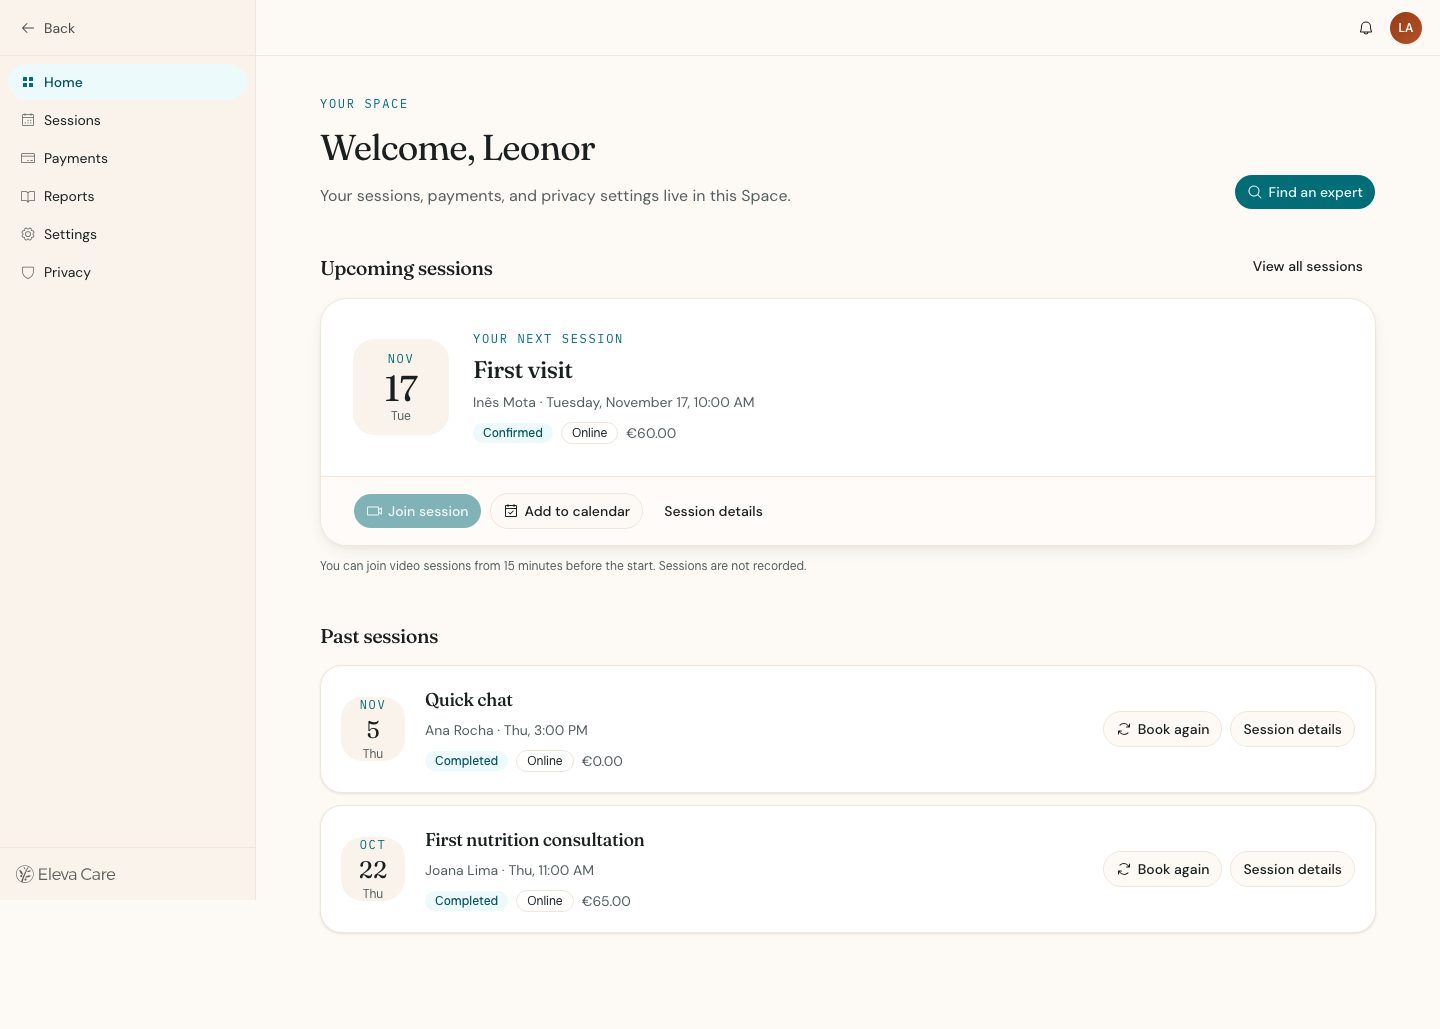 Back
LA
Home
Sessions
Payments
Reports
Settings
Privacy
Eleva Care
YOUR SPACE
Welcome, Leonor
Your sessions, payments, and privacy settings live in this Space.
Find an expert
Upcoming sessions
View all sessions
NOV
17
Tue
YOUR NEXT SESSION
First visit
Inês Mota · Tuesday, November 17, 10:00 AM
Confirmed Online €60.00
Join session Add to calendar Session details
You can join video sessions from 15 minutes before the start. Sessions are not recorded.
Past sessions
NOV
5
Thu
Quick chat
Ana Rocha · Thu, 3:00 PM
Completed Online €0.00
Book again Session details
OCT
22
Thu
First nutrition consultation
Joana Lima · Thu, 11:00 AM
Completed Online €65.00
Book again Session details